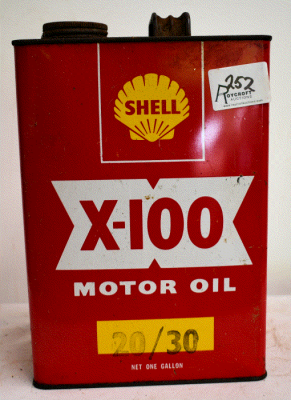 SHELL
252
X-100
MOTOR OIL
20/30
NET ONE GALLON